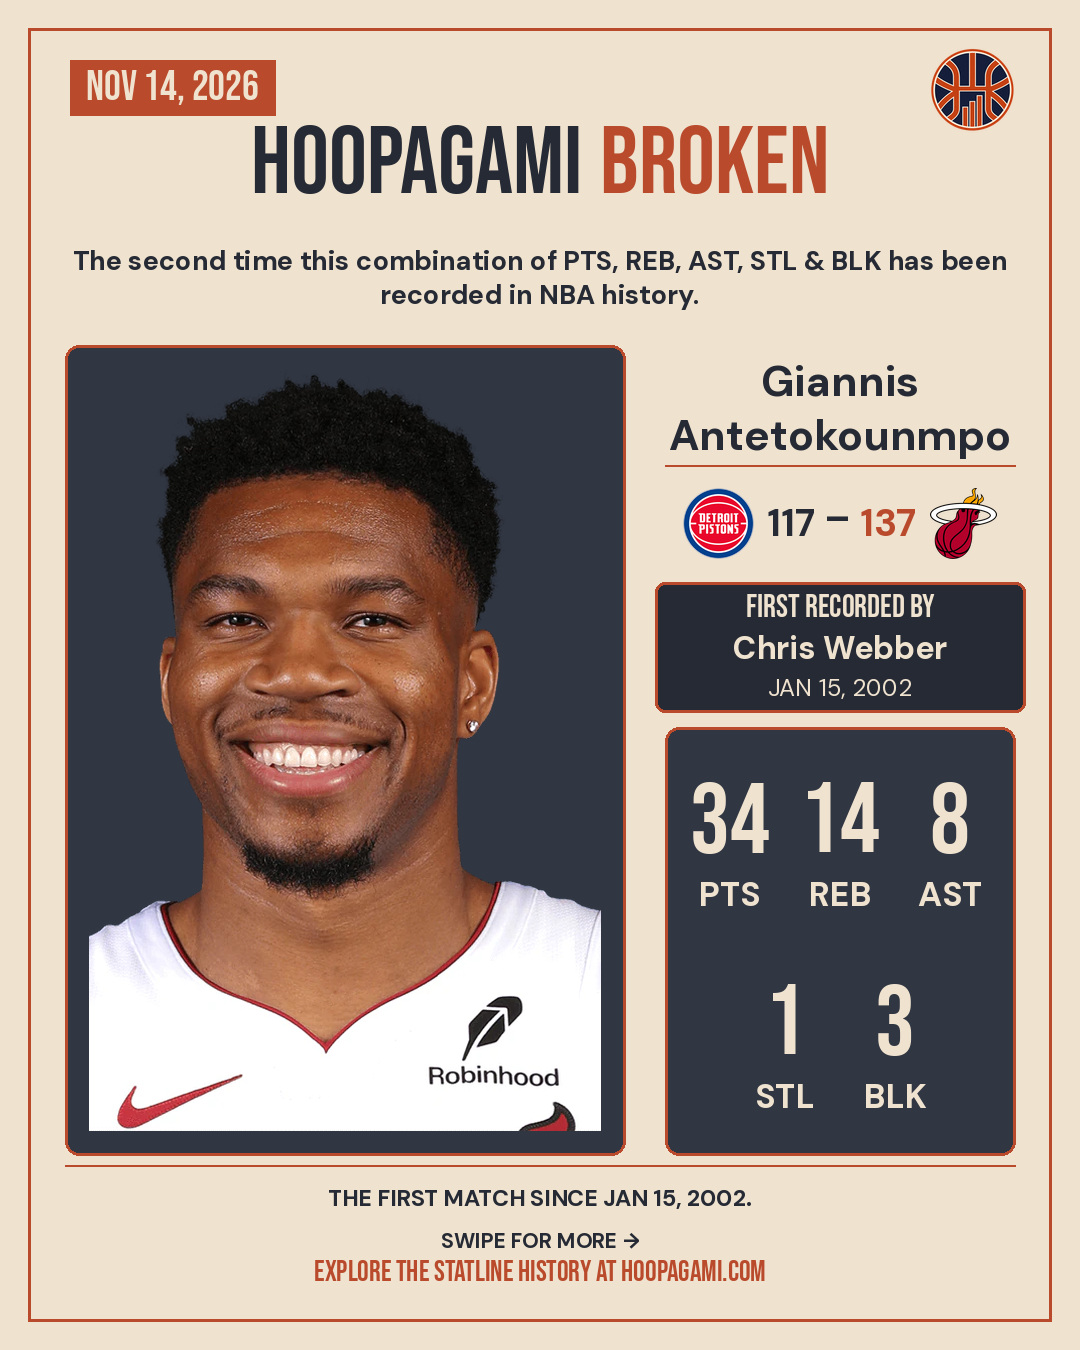 NOV 14, 2026
HOOPAGAMI BROKEN
The second time this combination of PTS, REB, AST, STL & BLK has been
recorded in NBA history.
Giannis
Antetokounmpo
DETROIT
PISTONS
117 – 137
FIRST RECORDED BY
Chris Webber
JAN 15, 2002
34 14 8
PTS REB AST
1 3
STL BLK
Robinhood
THE FIRST MATCH SINCE JAN 15, 2002.
SWIPE FOR MORE →
EXPLORE THE STATLINE HISTORY AT HOOPAGAMI.COM